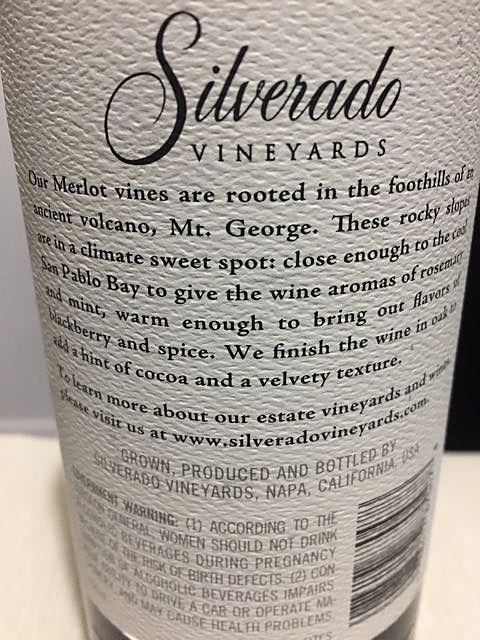 Silverado
VINEYARDS
Our Merlot vines are rooted in the foothills of an
ancient volcano, Mt. George. These rocky slopes
are in a climate sweet spot: close enough to the cool
San Pablo Bay to give the wine aromas of rosemary
and mint, warm enough to bring out flavors of
blackberry and spice. We finish the wine in oak to
add a hint of cocoa and a velvety texture.
To learn more about our estate vineyards and wines
please visit us at www.silveradovineyards.com.
GROWN, PRODUCED AND BOTTLED BY
SILVERADO VINEYARDS, NAPA, CALIFORNIA, USA
WARNING: (1) ACCORDING TO THE
GENERAL, WOMEN SHOULD NOT DRINK
BEVERAGES DURING PREGNANCY
OF THE RISK OF BIRTH DEFECTS. (2) CON
OF ALCOHOLIC BEVERAGES IMPAIRS
TO DRIVE A CAR OR OPERATE MA-
AND MAY CAUSE HEALTH PROBLEMS